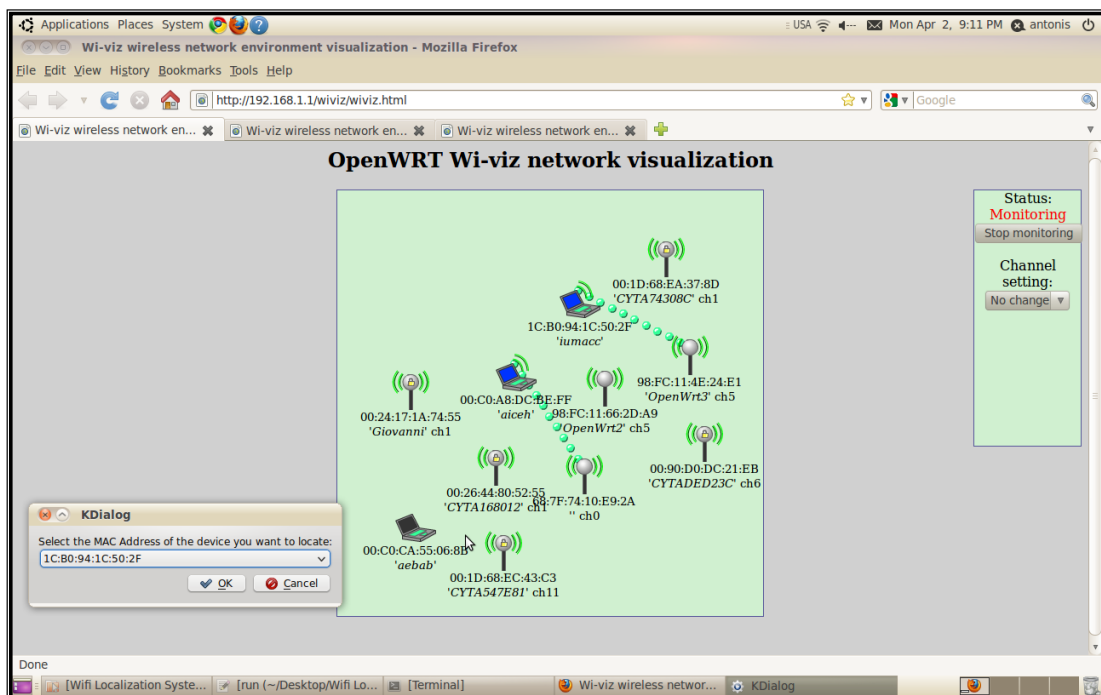 Applications Places System
USA Mon Apr 2, 9:11 PM antonis
Wi-viz wireless network environment visualization - Mozilla Firefox
File Edit View History Bookmarks Tools Help
http://192.168.1.1/wiviz/wiviz.html
Google
Wi-viz wireless network en... Wi-viz wireless network en... Wi-viz wireless network en...
OpenWRT Wi-viz network visualization
Status:
Monitoring
Stop monitoring
Channel
setting:
No change
00:1D:68:EA:37:8D
'CYTA74308C' ch1
1C:B0:94:1C:50:2F
'iumacc'
98:FC:11:4E:24:E1
'OpenWrt3' ch5
00:C0:A8:DC:BE:FF
'aiceh'
98:FC:11:66:2D:A9
'OpenWrt2' ch5
00:24:17:1A:74:55
'Giovanni' ch1
00:90:D0:DC:21:EB
'CYTADED23C' ch6
00:26:44:80:52:55
'CYTA168012' ch1
68:7F:74:10:E9:2A
'' ch0
00:C0:CA:55:06:8B
'aebab'
00:1D:68:EC:43:C3
'CYTA547E81' ch11
KDialog
Select the MAC Address of the device you want to locate:
1C:B0:94:1C:50:2F
OK Cancel
Done
[Wifi Localization Syste... [run (~/Desktop/Wifi Lo... [Terminal] Wi-viz wireless networ... KDialog